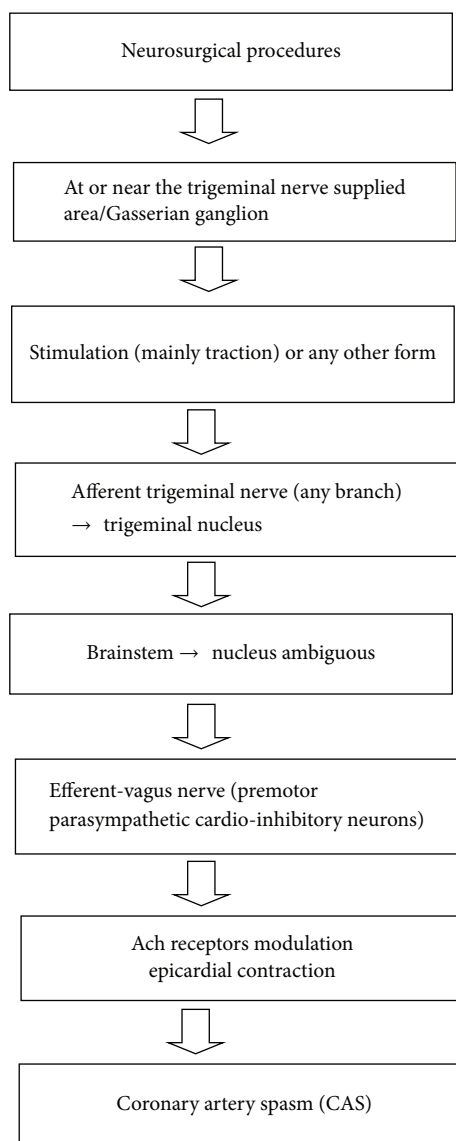 Neurosurgical procedures
At or near the trigeminal nerve supplied
area/Gasserian ganglion
Stimulation (mainly traction) or any other form
Afferent trigeminal nerve (any branch)
→ trigeminal nucleus
Brainstem → nucleus ambiguous
Efferent-vagus nerve (premotor
parasympathetic cardio-inhibitory neurons)
Ach receptors modulation
epicardial contraction
Coronary artery spasm (CAS)